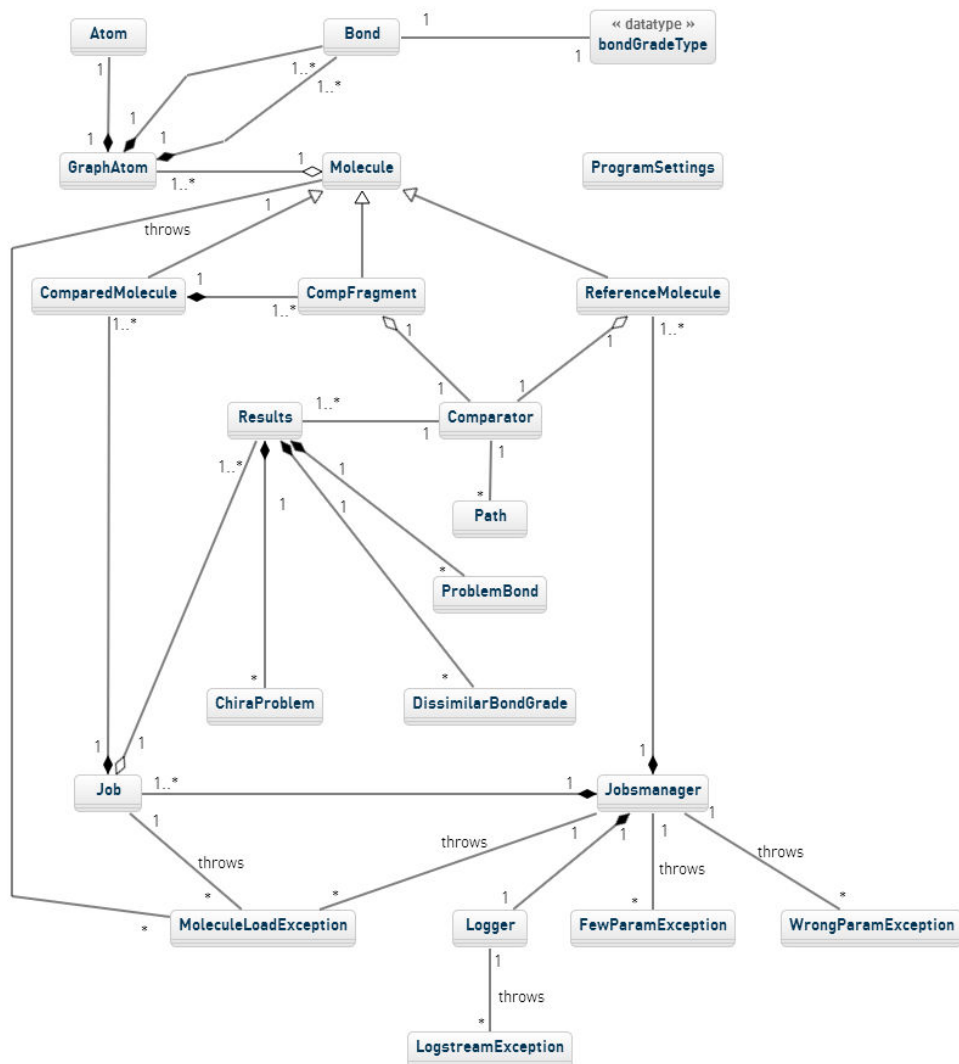 Atom
Bond
« datatype »
bondGradeType
1
1
1
1..*
1..*
1
1
1
GraphAtom
1..*
1
Molecule
ProgramSettings
throws
1
ComparedMolecule
1
1..*
CompFragment
ReferenceMolecule
1..*
1
1
1..*
1
1
Results
1..*
1
Comparator
1..*
1
1
1
1
*
Path
*
ProblemBond
*
ChiraProblem
*
DissimilarBondGrade
1
1
1
Job
1..*
1
Jobsmanager
1
throws
*
throws
1
*
1
1
throws
*
1
throws
*
*
MoleculeLoadException
1
Logger
FewParamException
WrongParamException
1
throws
*
LogstreamException